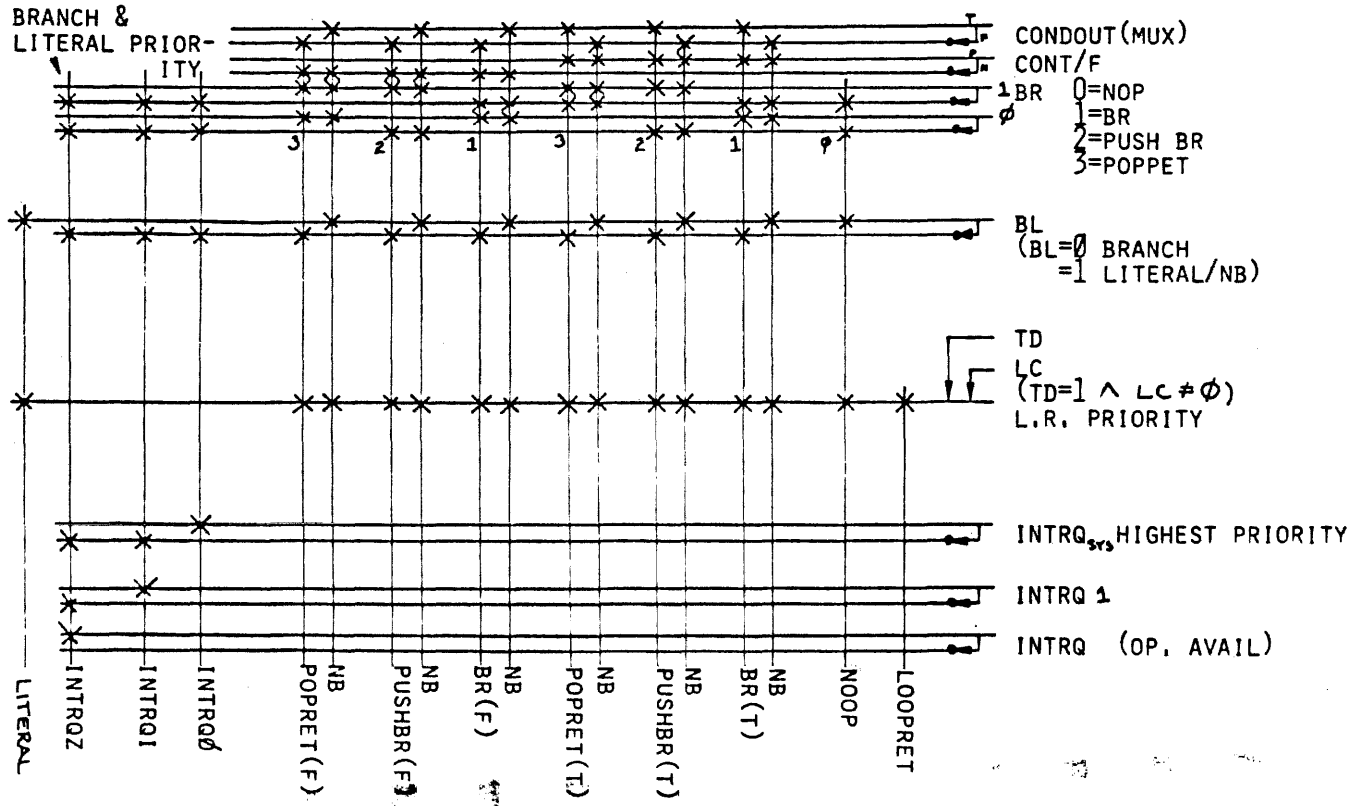 BRANCH &
LITERAL PRIOR-
ITY
T
F
CONDOUT(MUX)
CONT/F
1 BR 0=NOP
Ø 1=BR
2=PUSH BR
3=POPPET
3 2 1 3 2 1 φ
BL
(BL=Ø BRANCH
=1 LITERAL/NB)
TD
LC
(TD=1 ∧ LC≠Ø)
L.R. PRIORITY
INTRQSYS HIGHEST PRIORITY
INTRQ 1
INTRQ (OP. AVAIL)
LITERAL
INTRQZ
INTRQI
INTRQØ
POPRET(F)
NB
PUSHBR(F)
NB
BR(F)
NB
POPRET(T)
NB
PUSHBR(T)
NB
BR(T)
NB
NOOP
LOOPRET